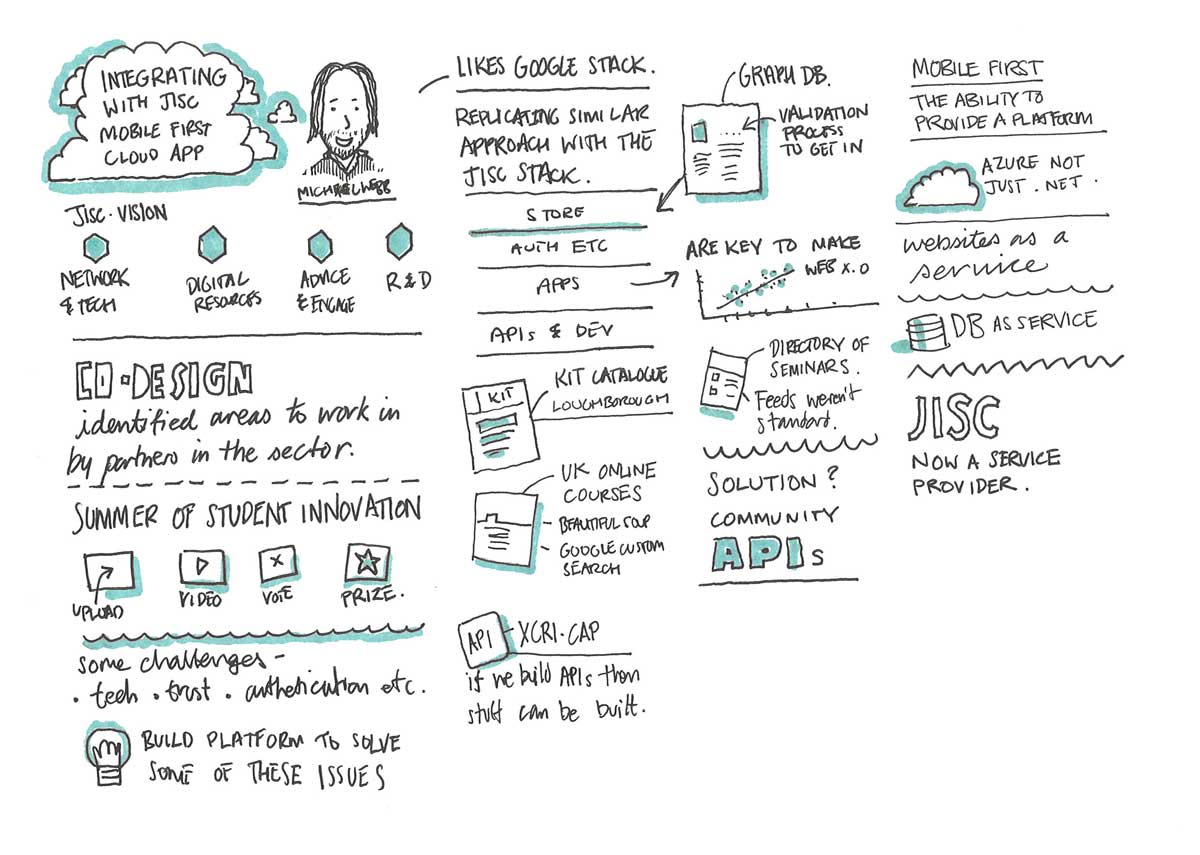 INTEGRATING
WITH JISC
MOBILE FIRST
CLOUD APP
MICHAEL WEBB
JISC · VISION
NETWORK
& TECH
DIGITAL
RESOURCES
ADVICE
& ENGAGE
R & D
CO-DESIGN
identified areas to work in
by partners in the sector.
SUMMER OF STUDENT INNOVATION
UPLOAD
VIDEO
VOTE
PRIZE.
some challenges –
· tech · trust · authetication etc.
BUILD PLATFORM TO SOLVE
SOME OF THESE ISSUES
LIKES GOOGLE STACK.
REPLICATING SIMILAR
APPROACH WITH THE
JISC STACK.
STORE
AUTH ETC
APPS
APIs & DEV
KIT
KIT CATALOGUE
LOUGHBOROUGH
UK ONLINE
COURSES
– BEAUTIFUL SOUP
– GOOGLE CUSTOM
SEARCH
API
XCRI-CAP
if we build APIs then
stuff can be built.
GRAPH DB.
VALIDATION
PROCESS
TO GET IN
ARE KEY TO MAKE
WEB X.0
DIRECTORY OF
SEMINARS.
Feeds weren't
standard.
SOLUTION?
COMMUNITY
APIs
MOBILE FIRST
THE ABILITY TO
PROVIDE A PLATFORM
AZURE NOT
JUST .NET.
websites as a
service
DB AS SERVICE
JISC
NOW A SERVICE
PROVIDER.